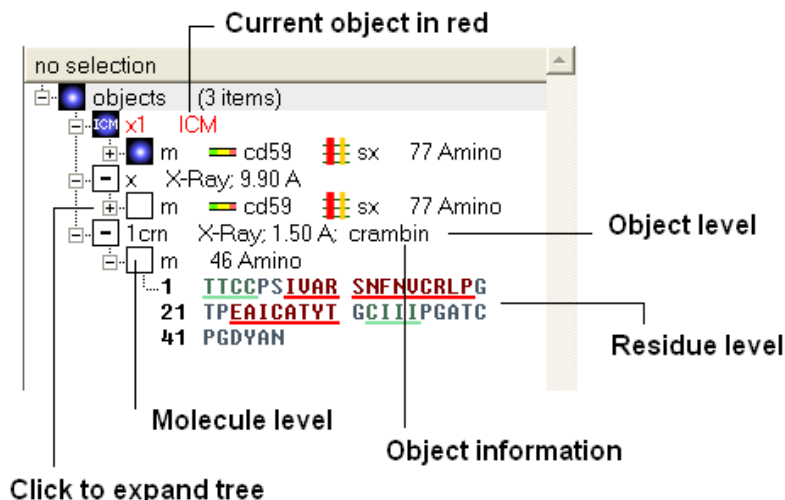 Current object in red
no selection
objects (3 items)
ICM x1 ICM
m cd59 sx 77 Amino
x X-Ray; 9.90 A
m cd59 sx 77 Amino
Object level
1crn X-Ray; 1.50 A; crambin
m 46 Amino
1 TTCCPSIVAR SNFNVCRLPG
21 TPEAICATYT GCIIIPGATC
Residue level
41 PGDYAN
Molecule level
Object information
Click to expand tree